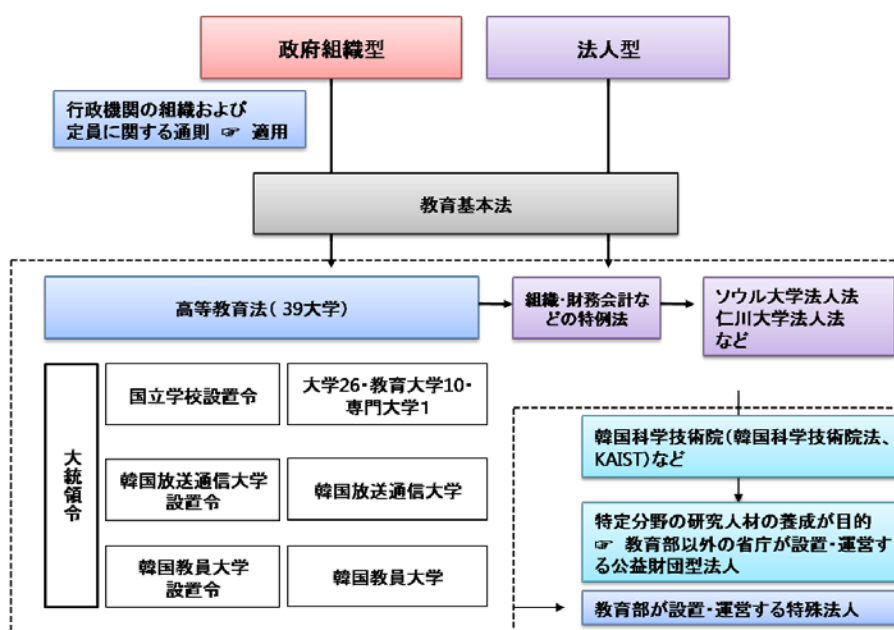 政府組織型
法人型
行政機関の組織および
定員に関する通則 ☞ 適用
教育基本法
高等教育法( 39大学)
組織・財務会計な
どの特例法
ソウル大学法人法
仁川大学法人法
など
大統領令
国立学校設置令
大学26・教育大学10・
専門大学1
韓国放送通信大学
設置令
韓国放送通信大学
韓国教員大学
設置令
韓国教員大学
韓国科学技術院(韓国科学技術院法、
KAIST)など
特定分野の研究人材の養成が目的
☞ 教育部以外の省庁が設置・運営す
る公益財団型法人
教育部が設置・運営する特殊法人